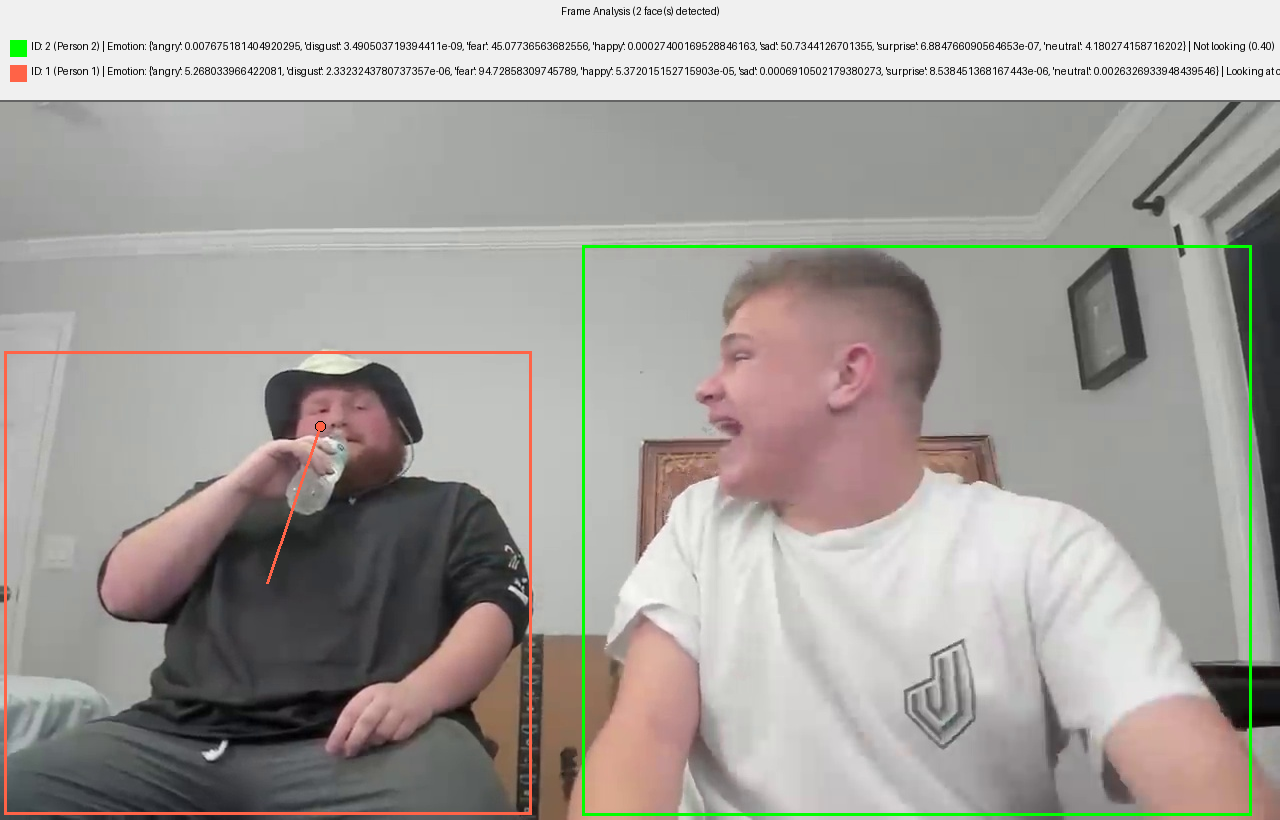 Frame Analysis (2 face(s) detected)
ID: 2 (Person 2) | Emotion: {'angry': 0.007675181404920295, 'disgust': 3.490503719394411e-09, 'fear': 45.07736563682556, 'happy': 0.00027400169528846163, 'sad': 50.7344126701355, 'surprise': 6.884766090564653e-07, 'neutral': 4.180274158716202} | Not looking (0.40)
ID: 1 (Person 1) | Emotion: {'angry': 5.268033966422081, 'disgust': 2.3323243780737357e-06, 'fear': 94.72858309745789, 'happy': 5.372015152715903e-05, 'sad': 0.0006910502179380273, 'surprise': 8.538451368167443e-06, 'neutral': 0.0026326933948439546} | Looking at